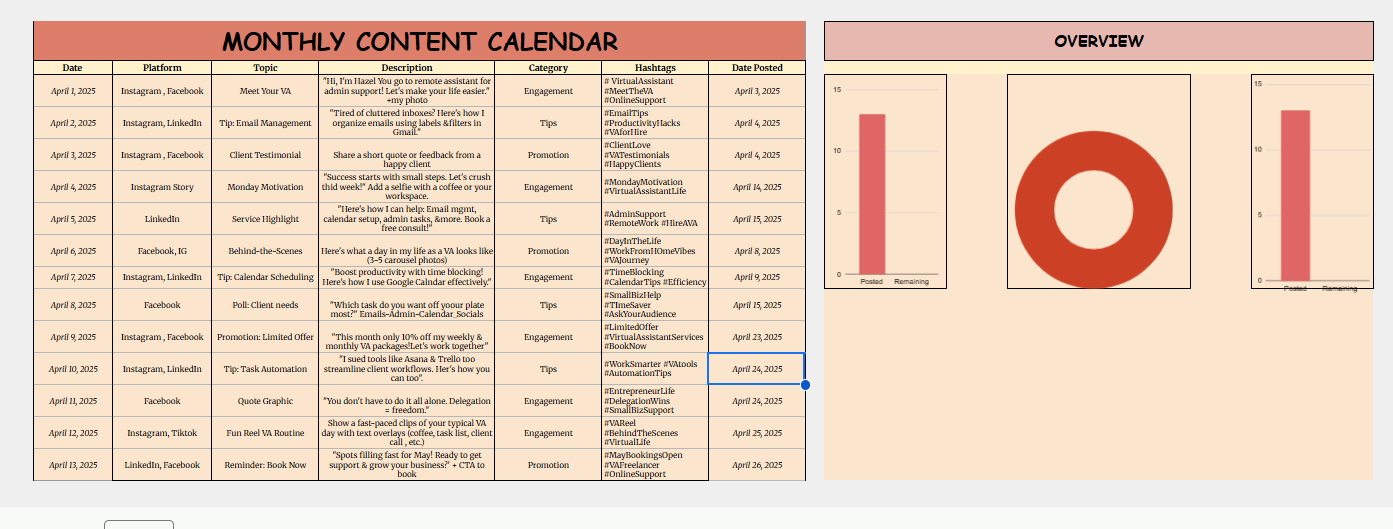 MONTHLY CONTENT CALENDAR
Date Platform Topic Description Category Hashtags Date Posted
April 1, 2025 Instagram , Facebook Meet Your VA "Hi, I'm Hazel You go to remote assistant for admin support! Let's make your life easier." +my photo Engagement # VirtualAssistant #MeetTheVA #OnlineSupport April 3, 2025
April 2, 2025 Instagram, LinkedIn Tip: Email Management "Tired of cluttered inboxes? Here's how I organize emails using labels &filters in Gmail." Tips #EmailTips #ProductivityHacks #VAforHire April 4, 2025
April 3, 2025 Instagram , Facebook Client Testimonial Share a short quote or feedback from a happy client Promotion #ClientLove #VATestimonials #HappyClients April 4, 2025
April 4, 2025 Instagram Story Monday Motivation "Success starts with small steps. Let's crush thid week!" Add a selfie with a coffee or your workspace. Engagement #MondayMotivation #VirtualAssistantLife April 14, 2025
April 5, 2025 LinkedIn Service Highlight "Here's how I can help: Email mgmt, calendar setup, admin tasks, &more. Book a free consult!" Tips #AdminSupport #RemoteWork #HireAVA April 15, 2025
April 6, 2025 Facebook, IG Behind-the-Scenes Here's what a day in my life as a VA looks like (3-5 carousel photos) Promotion #DayInTheLife #WorkFromHOmeVibes #VAJourney April 8, 2025
April 7, 2025 Instagram, LinkedIn Tip: Calendar Scheduling "Boost productivity with time blocking! Here's how I use Google Calndar effectively." Engagement #TimeBlocking #CalendarTips #Efficiency April 9, 2025
April 8, 2025 Facebook Poll: Client needs "Which task do you want off yyour plate most?" Emails-Admin-Calendar_Socials Tips #SmallBizHelp #TImeSaver #AskYourAudience April 15, 2025
April 9, 2025 Instagram , Facebook Promotion: Limited Offer "This month only 10% off my weekly & monthly VA packages!Let's work together" Engagement #LimitedOffer #VirtualAssistantServices #BookNow April 23, 2025
April 10, 2025 Instagram, LinkedIn Tip: Task Automation "I sued tools like Asana & Trello too streamline client workflows. Her's how you can too". Tips #WorkSmarter #VAtools #AutomationTips April 24, 2025
April 11, 2025 Facebook Quote Graphic "You don't have to do it all alone. Delegation = freedom." Engagement #EntrepreneurLife #DelegationWins #SmallBizSupport April 24, 2025
April 12, 2025 Instagram, Tiktok Fun Reel VA Routine Show a fast-paced clips of your typical VA day with text overlays (coffee, task list, client call , etc.) Engagement #VAReel #BehindTheScenes #VirtualLife April 25, 2025
April 13, 2025 LinkedIn, Facebook Reminder: Book Now "Spots filling fast for May! Ready to get support & grow your business?" + CTA to book Promotion #MayBookingsOpen #VAFreelancer #OnlineSupport April 26, 2025
OVERVIEW
15
10
5
0
Posted Remaining
15
10
5
0
Posted Remaining